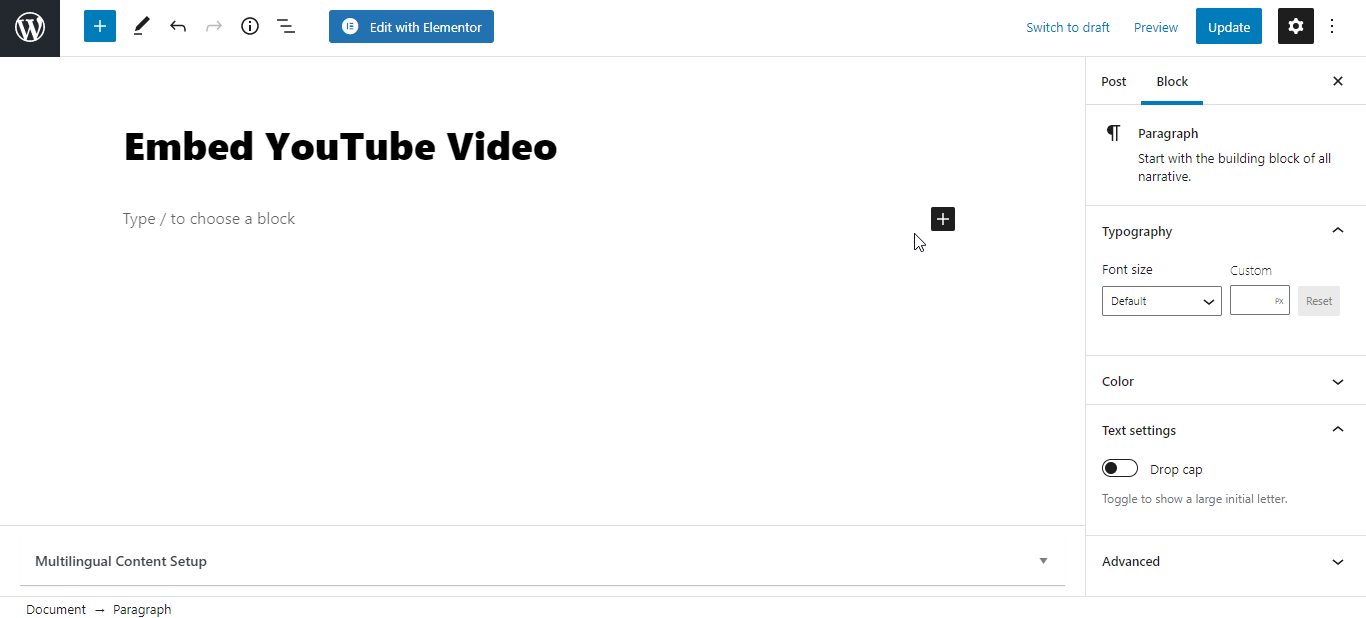 Edit with Elementor
Switch to draft
Preview
Update
Post
Block
Embed YouTube Video
Type / to choose a block
Paragraph
Start with the building block of all
narrative.
Typography
Font size
Custom
Default
PX
Reset
Color
Text settings
Drop cap
Toggle to show a large initial letter.
Advanced
Multilingual Content Setup
Document → Paragraph